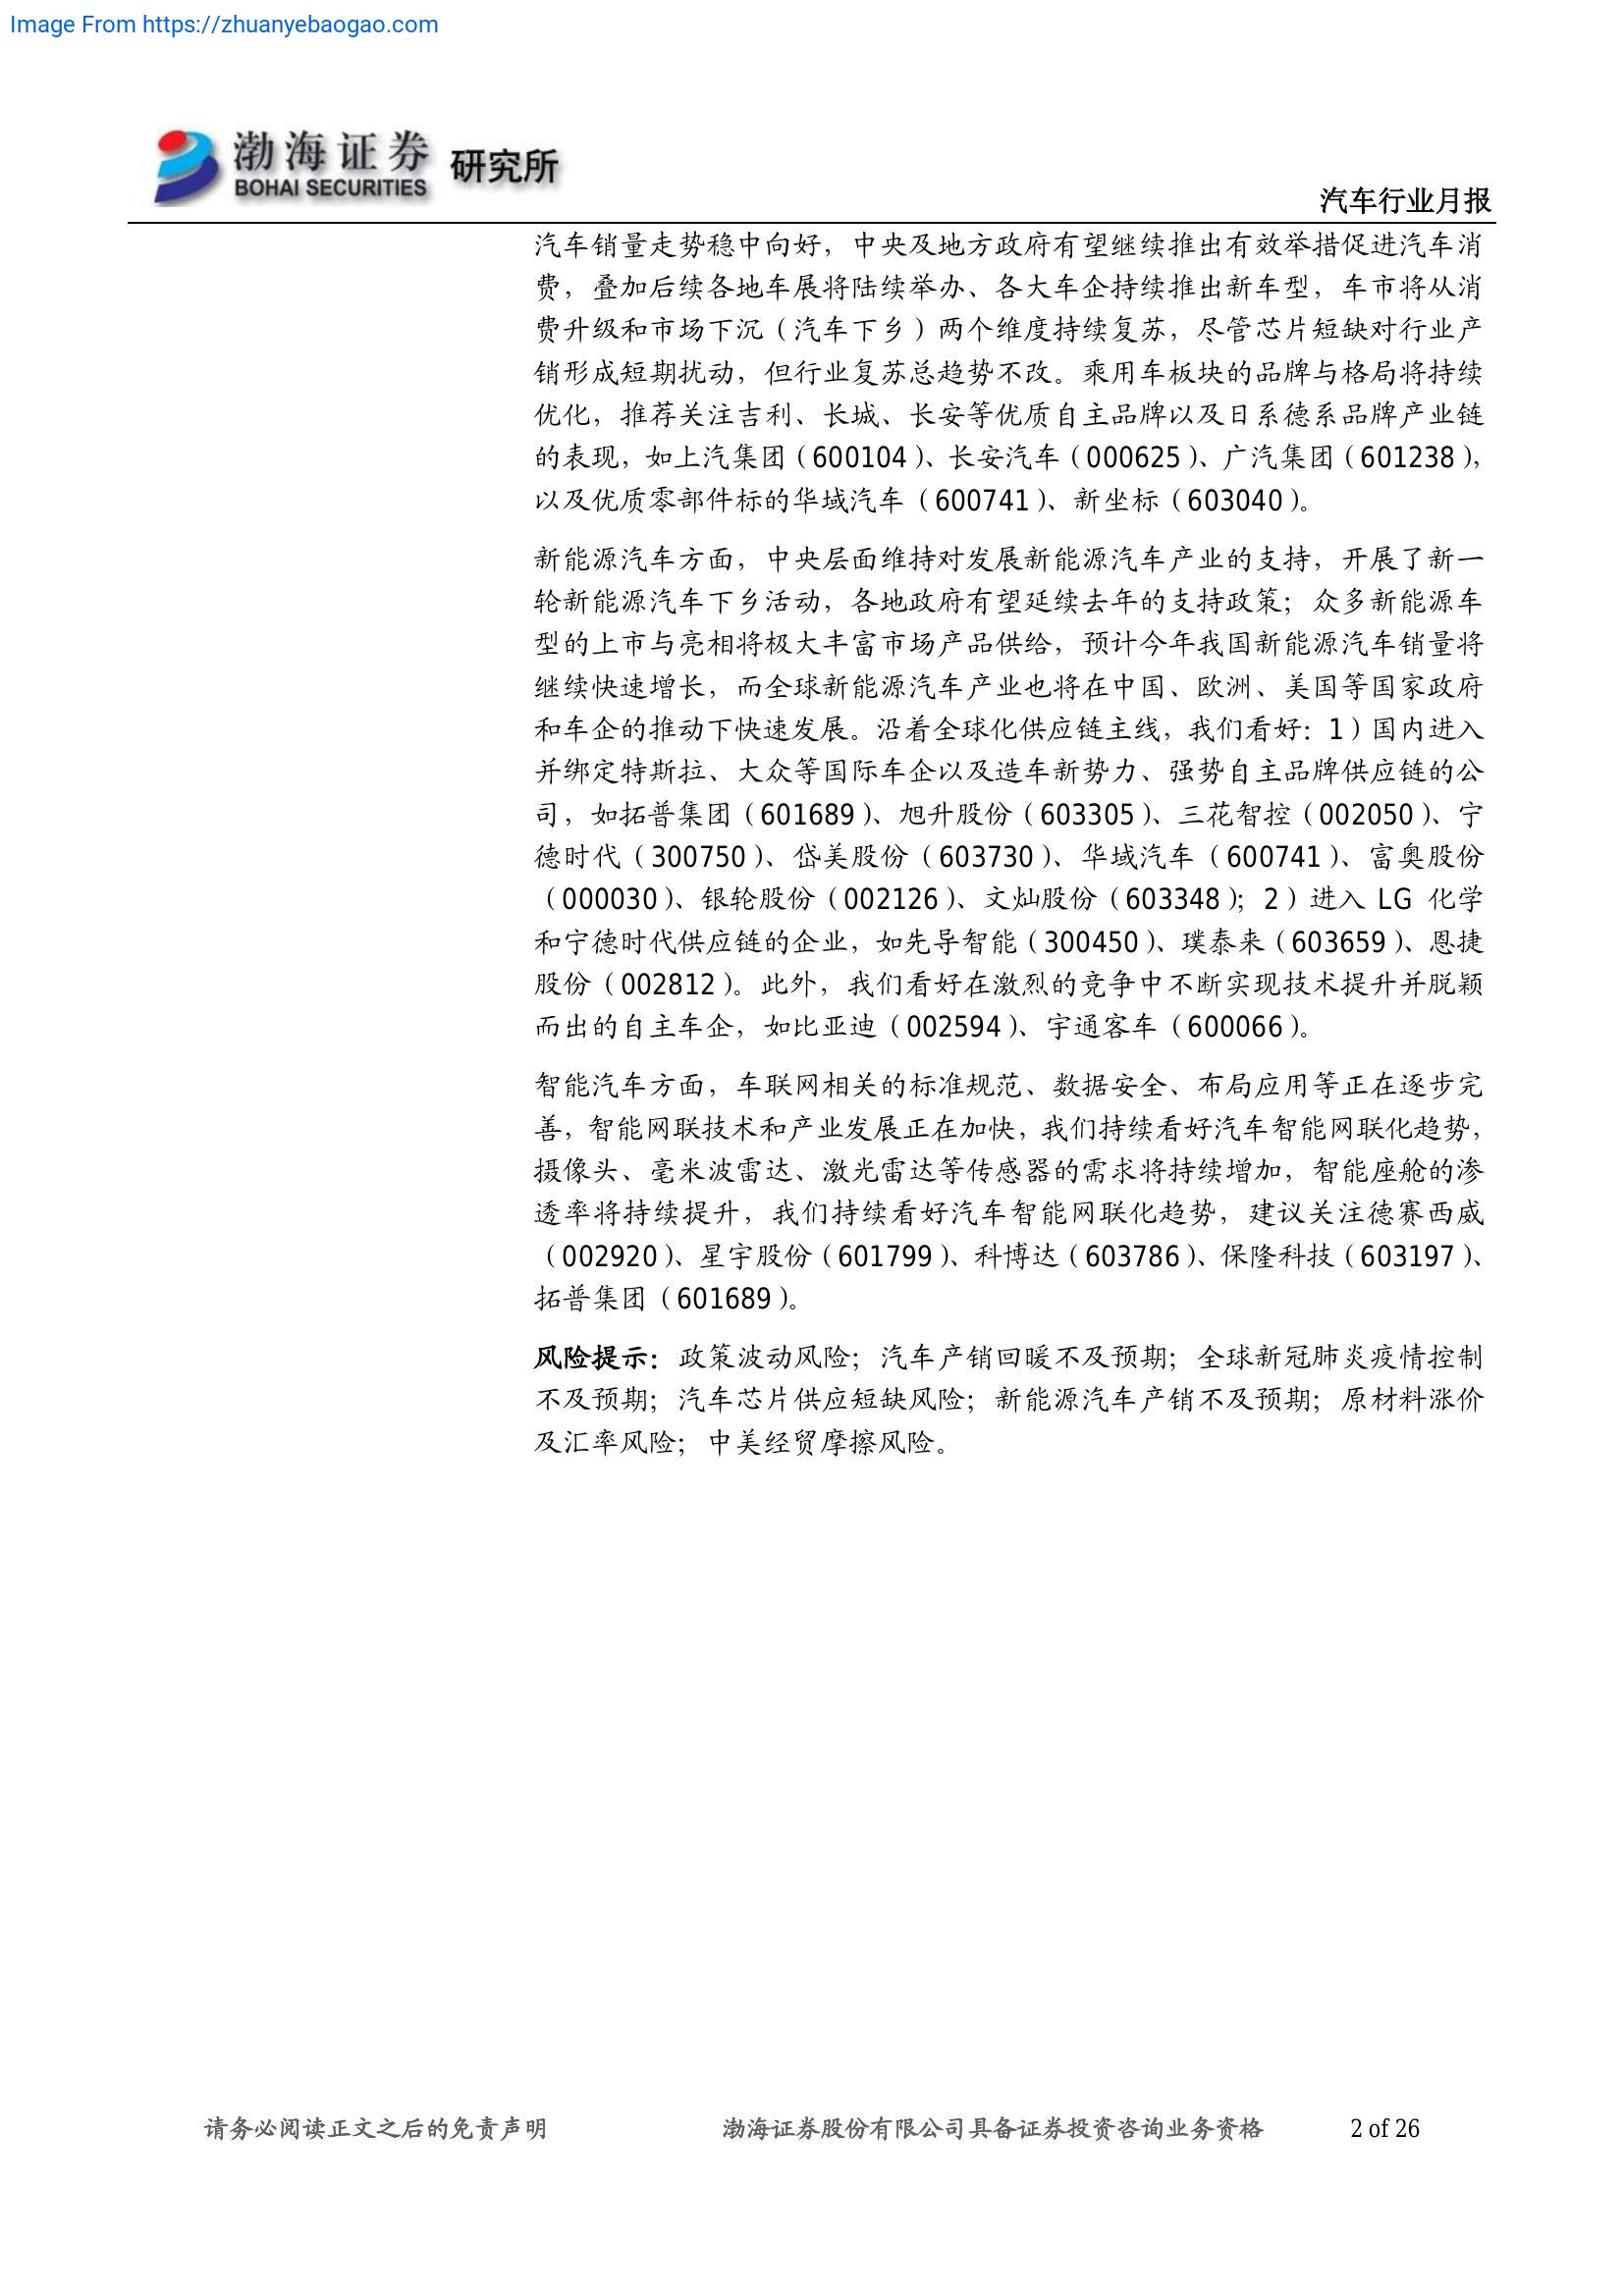 Image From https://zhuanyebaogao.com
渤海证券 研究所
BOHAI SECURITIES
汽车行业月报
汽车销量走势稳中向好，中央及地方政府有望继续推出有效举措促进汽车消
费，叠加后续各地车展将陆续举办、各大车企持续推出新车型，车市将从消
费升级和市场下沉（汽车下乡）两个维度持续复苏，尽管芯片短缺对行业产
销形成短期扰动，但行业复苏总趋势不改。乘用车板块的品牌与格局将持续
优化，推荐关注吉利、长城、长安等优质自主品牌以及日系德系品牌产业链
的表现，如上汽集团（600104）、长安汽车（000625）、广汽集团（601238），
以及优质零部件标的华域汽车（600741）、新坐标（603040）。
新能源汽车方面，中央层面维持对发展新能源汽车产业的支持，开展了新一
轮新能源汽车下乡活动，各地政府有望延续去年的支持政策；众多新能源车
型的上市与亮相将极大丰富市场产品供给，预计今年我国新能源汽车销量将
继续快速增长，而全球新能源汽车产业也将在中国、欧洲、美国等国家政府
和车企的推动下快速发展。沿着全球化供应链主线，我们看好：1）国内进入
并绑定特斯拉、大众等国际车企以及造车新势力、强势自主品牌供应链的公
司，如拓普集团（601689）、旭升股份（603305）、三花智控（002050）、宁
德时代（300750）、岱美股份（603730）、华域汽车（600741）、富奥股份
（000030）、银轮股份（002126）、文灿股份（603348）；2）进入 LG 化学
和宁德时代供应链的企业，如先导智能（300450）、璞泰来（603659）、恩捷
股份（002812）。此外，我们看好在激烈的竞争中不断实现技术提升并脱颖
而出的自主车企，如比亚迪（002594）、宇通客车（600066）。
智能汽车方面，车联网相关的标准规范、数据安全、布局应用等正在逐步完
善，智能网联技术和产业发展正在加快，我们持续看好汽车智能网联化趋势，
摄像头、毫米波雷达、激光雷达等传感器的需求将持续增加，智能座舱的渗
透率将持续提升，我们持续看好汽车智能网联化趋势，建议关注德赛西威
（002920）、星宇股份（601799）、科博达（603786）、保隆科技（603197）、
拓普集团（601689）。
风险提示：政策波动风险；汽车产销回暖不及预期；全球新冠肺炎疫情控制
不及预期；汽车芯片供应短缺风险；新能源汽车产销不及预期；原材料涨价
及汇率风险；中美经贸摩擦风险。
请务必阅读正文之后的免责声明 渤海证券股份有限公司具备证券投资咨询业务资格 2 of 26